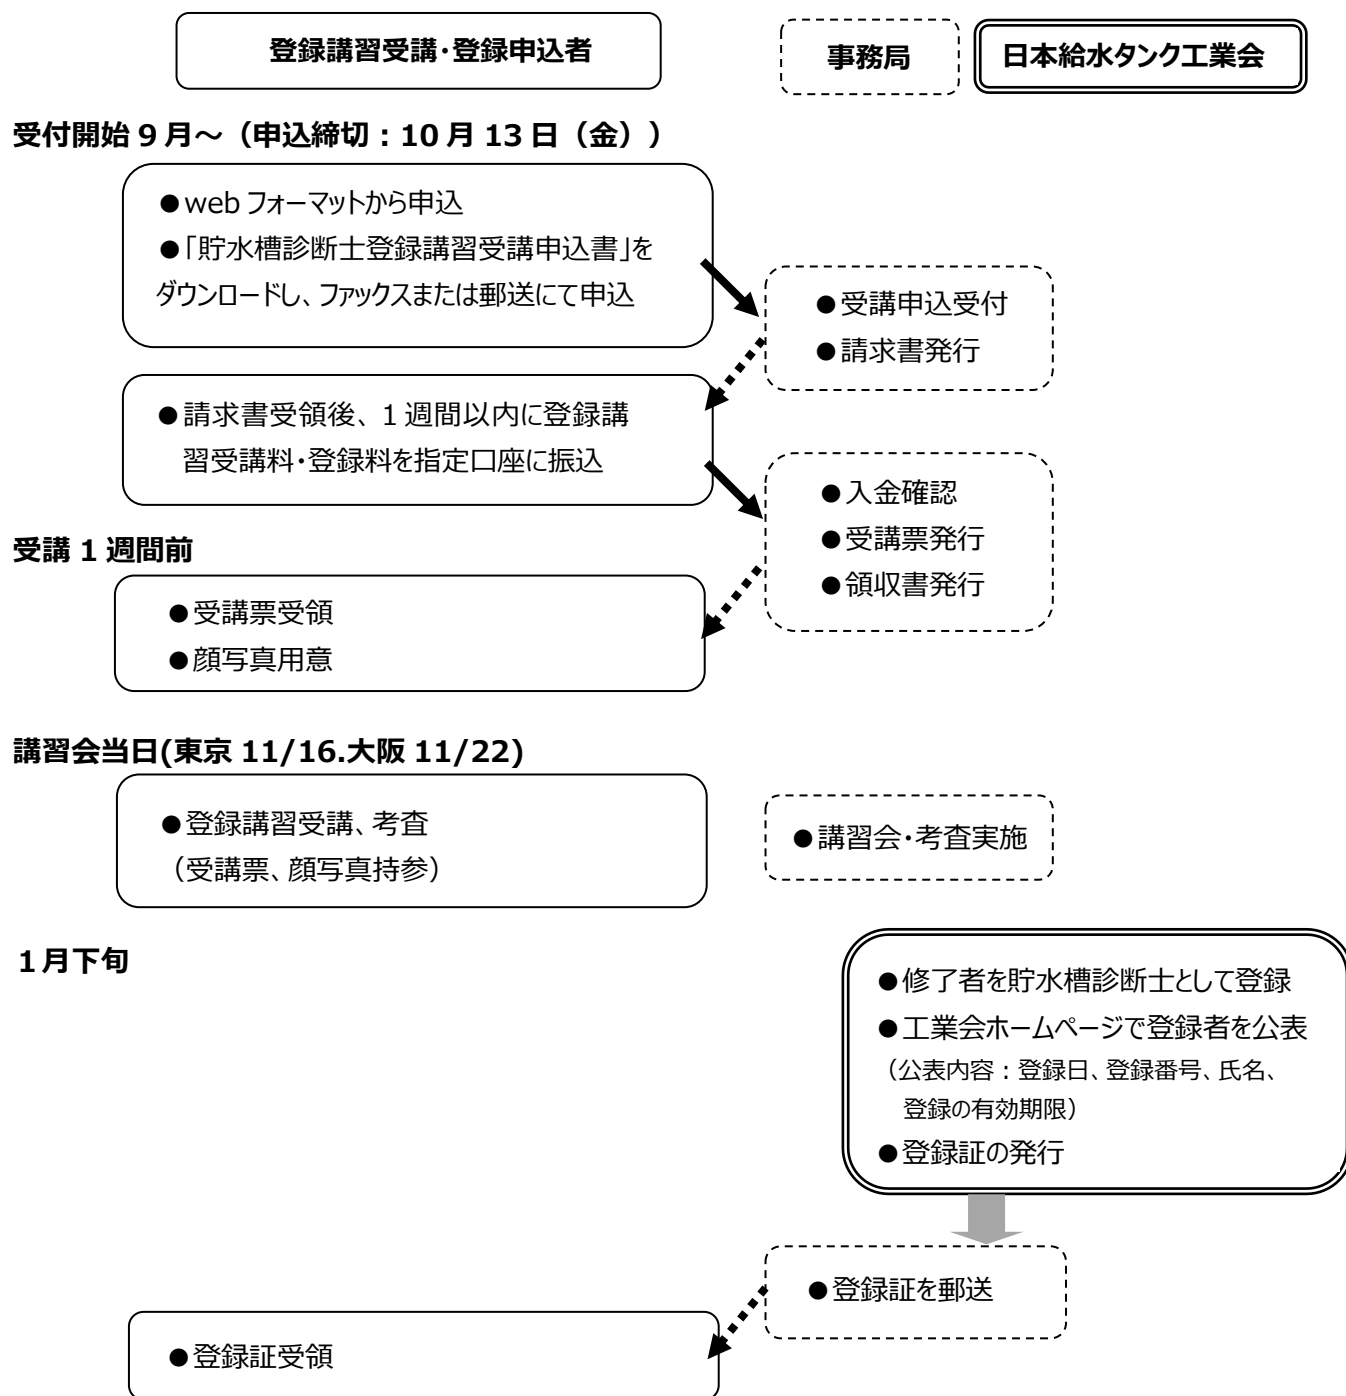 登録講習受講・登録申込者
事務局
日本給水タンク工業会
受付開始 9 月～（申込締切：10 月 13 日（金））
●web フォーマットから申込
●「貯水槽診断士登録講習受講申込書」を
ダウンロードし、ファックスまたは郵送にて申込
●受講申込受付
●請求書発行
●請求書受領後、1 週間以内に登録講
習受講料・登録料を指定口座に振込
●入金確認
●受講票発行
●領収書発行
受講 1 週間前
●受講票受領
●顔写真用意
講習会当日(東京 11/16.大阪 11/22)
●登録講習受講、考査
（受講票、顔写真持参）
●講習会・考査実施
1月下旬
●修了者を貯水槽診断士として登録
●工業会ホームページで登録者を公表
（公表内容：登録日、登録番号、氏名、
登録の有効期限）
●登録証の発行
●登録証を郵送
●登録証受領